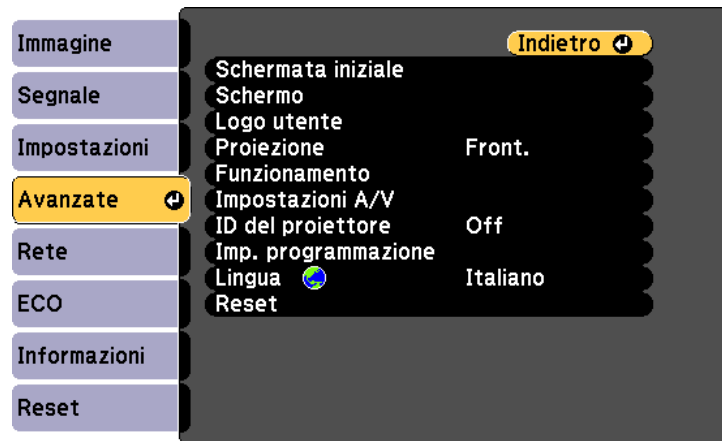 Immagine
Segnale
Impostazioni
Avanzate
Rete
ECO
Informazioni
Reset
Indietro
Schermata iniziale
Schermo
Logo utente
Proiezione Front.
Funzionamento
Impostazioni A/V
ID del proiettore Off
Imp. programmazione
Lingua Italiano
Reset